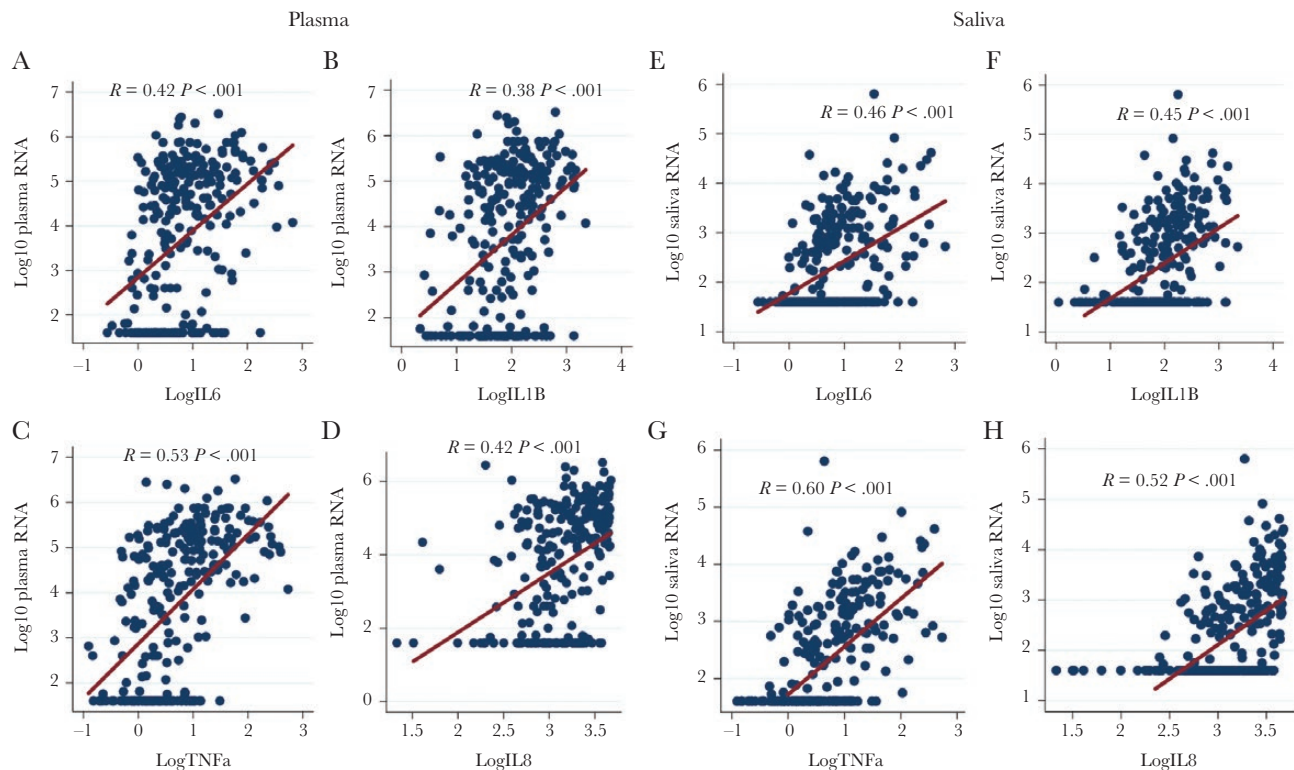 Plasma
Saliva
A
R = 0.42 P < .001
7
6
5
4
3
2
Log10 plasma RNA
−1 0 1 2 3
LogIL6
B
R = 0.38 P < .001
7
6
5
4
3
2
Log10 plasma RNA
0 1 2 3 4
LogIL1B
E
R = 0.46 P < .001
6
5
4
3
2
1
Log10 saliva RNA
−1 0 1 2 3
LogIL6
F
R = 0.45 P < .001
6
5
4
3
2
1
Log10 saliva RNA
0 1 2 3 4
LogIL1B
C
R = 0.53 P < .001
7
6
5
4
3
2
Log10 plasma RNA
−1 0 1 2 3
LogTNFa
D
R = 0.42 P < .001
6
4
2
0
Log10 plasma RNA
1.5 2 2.5 3 3.5
LogIL8
G
R = 0.60 P < .001
6
5
4
3
2
Log10 saliva RNA
−1 0 1 2 3
LogTNFa
H
R = 0.52 P < .001
6
5
4
3
2
1
Log10 saliva RNA
1.5 2 2.5 3 3.5
LogIL8